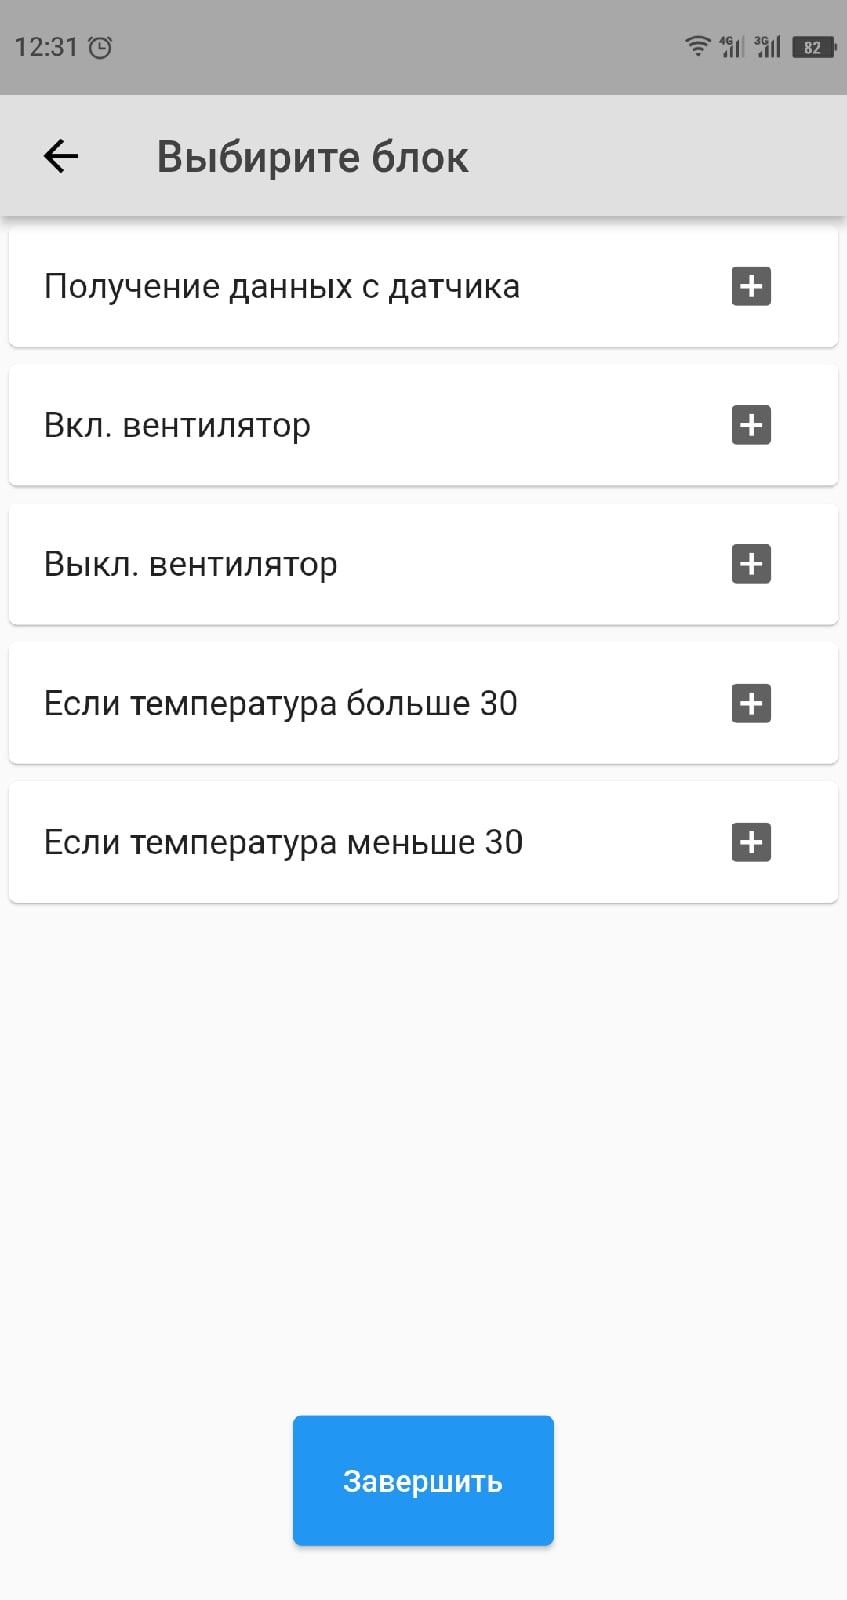 12:31
4G 3G 82
Выбирите блок
Получение данных с датчика
Вкл. вентилятор
Выкл. вентилятор
Если температура больше 30
Если температура меньше 30
Завершить